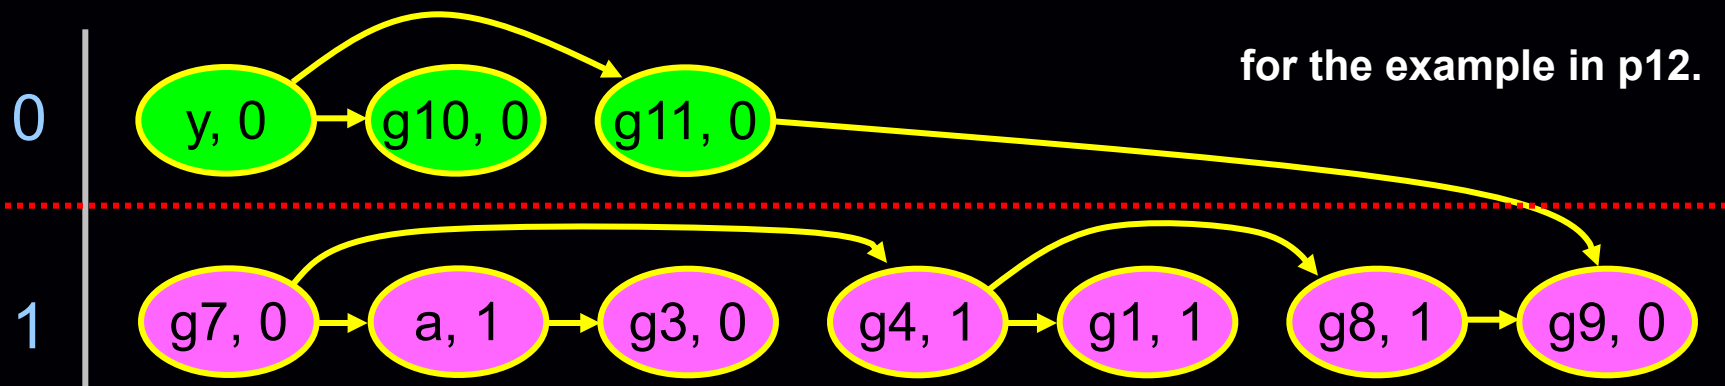 for the example in p12.
0
y, 0
g10, 0
g11, 0
1
g7, 0
a, 1
g3, 0
g4, 1
g1, 1
g8, 1
g9, 0